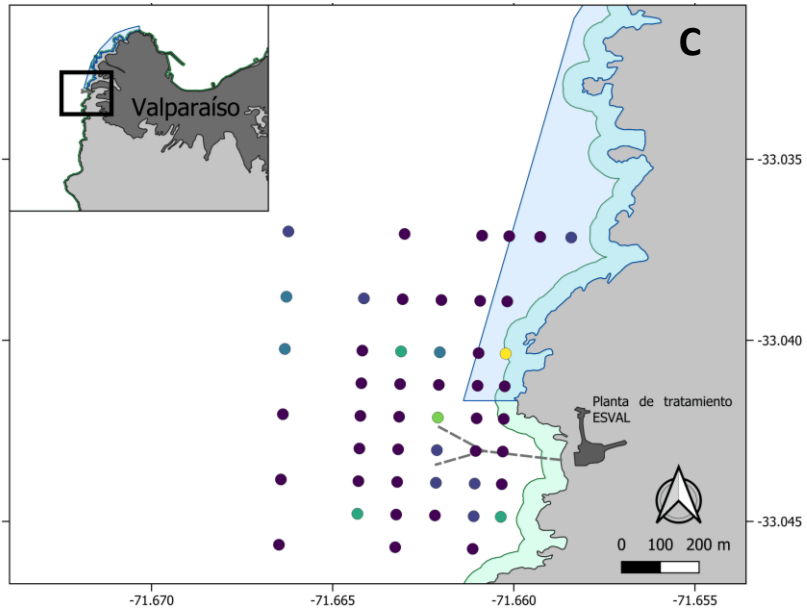 C
Valparaíso
-33.035
-33.040
Planta de tratamiento
ESVAL
-33.045
0 100 200 m
-71.670 -71.665 -71.660 -71.655